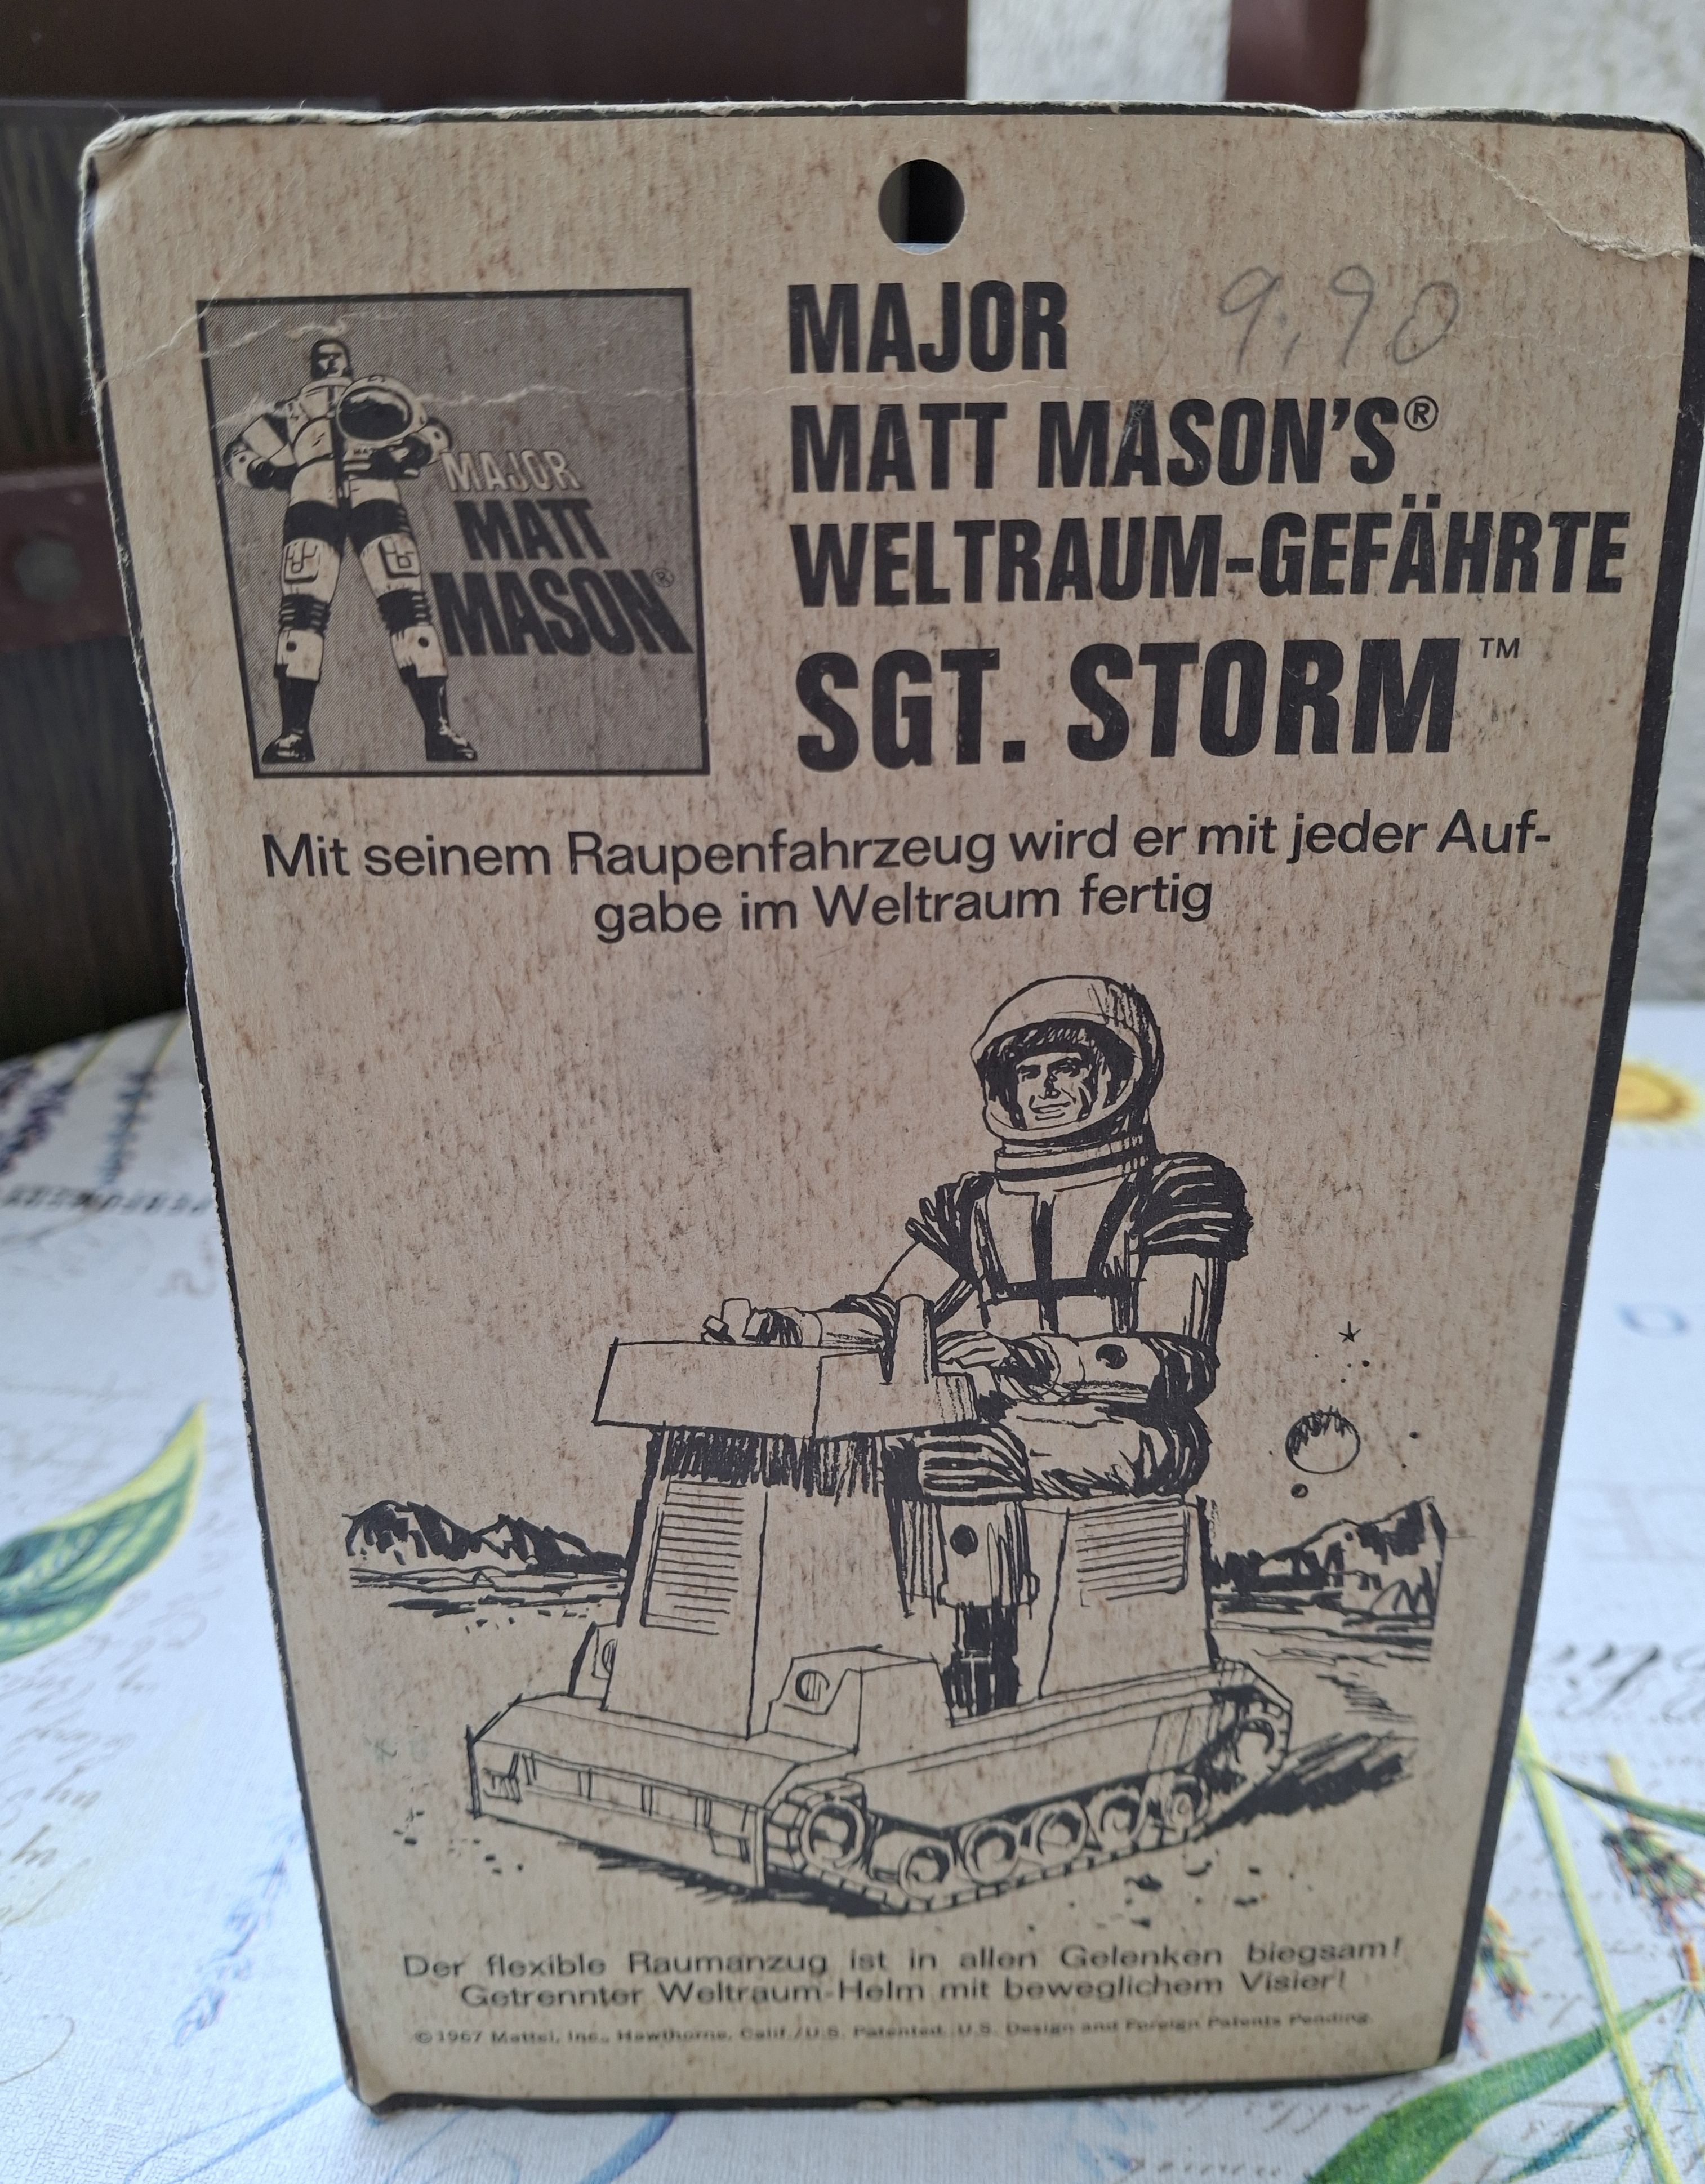 MAJOR
MATT
MASON®
9,90
MAJOR
MATT MASON'S®
WELTRAUM-GEFÄHRTE
SGT. STORM™
Mit seinem Raupenfahrzeug wird er mit jeder Auf-
gabe im Weltraum fertig
Der flexible Raumanzug ist in allen Gelenken biegsam!
Getrennter Weltraum-Helm mit beweglichem Visier!
©1967 Mattel, Inc., Hawthorne, Calif./U.S. Patented. U.S. Design and Foreign Patents Pending.